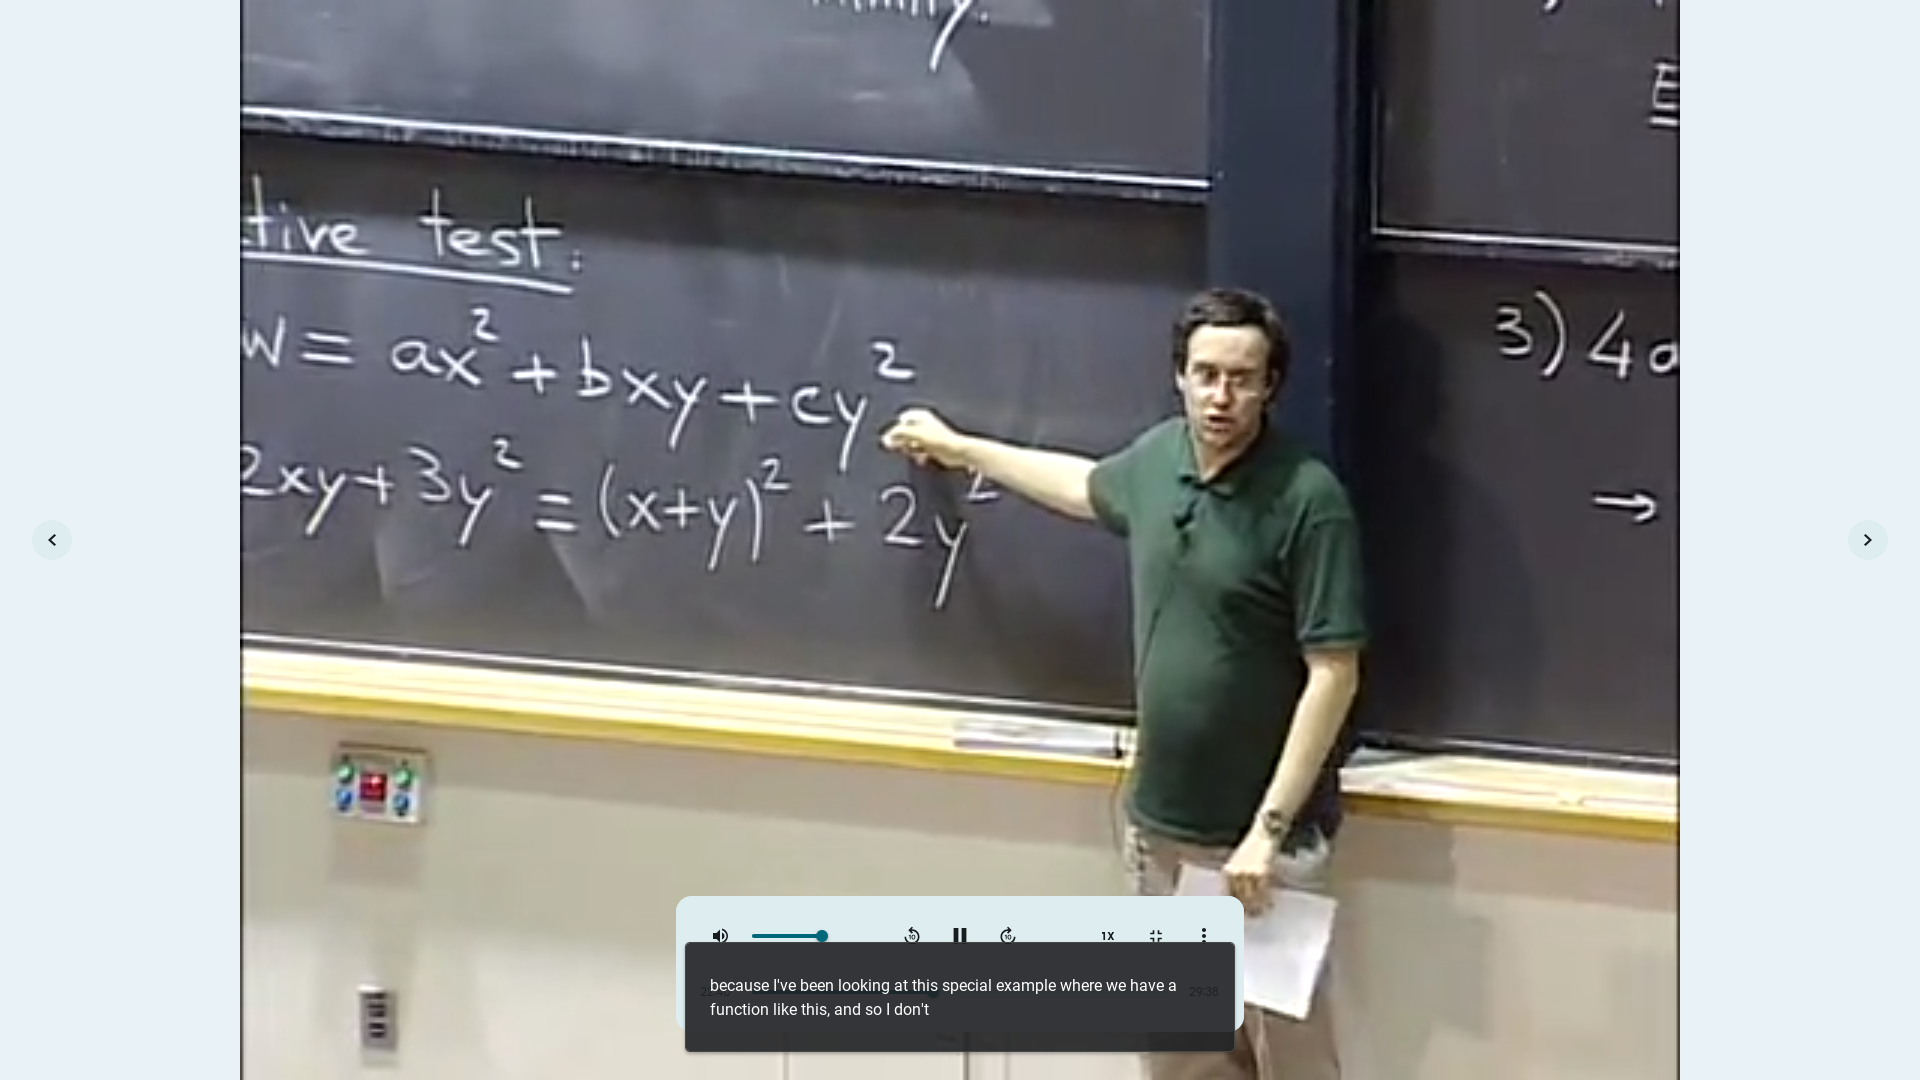 tive test:
w = ax² + bxy + cy²
2xy + 3y² = (x+y)² + 2y²
3) 4
→
1X
29:38
because I've been looking at this special example where we have a
function like this, and so I don't